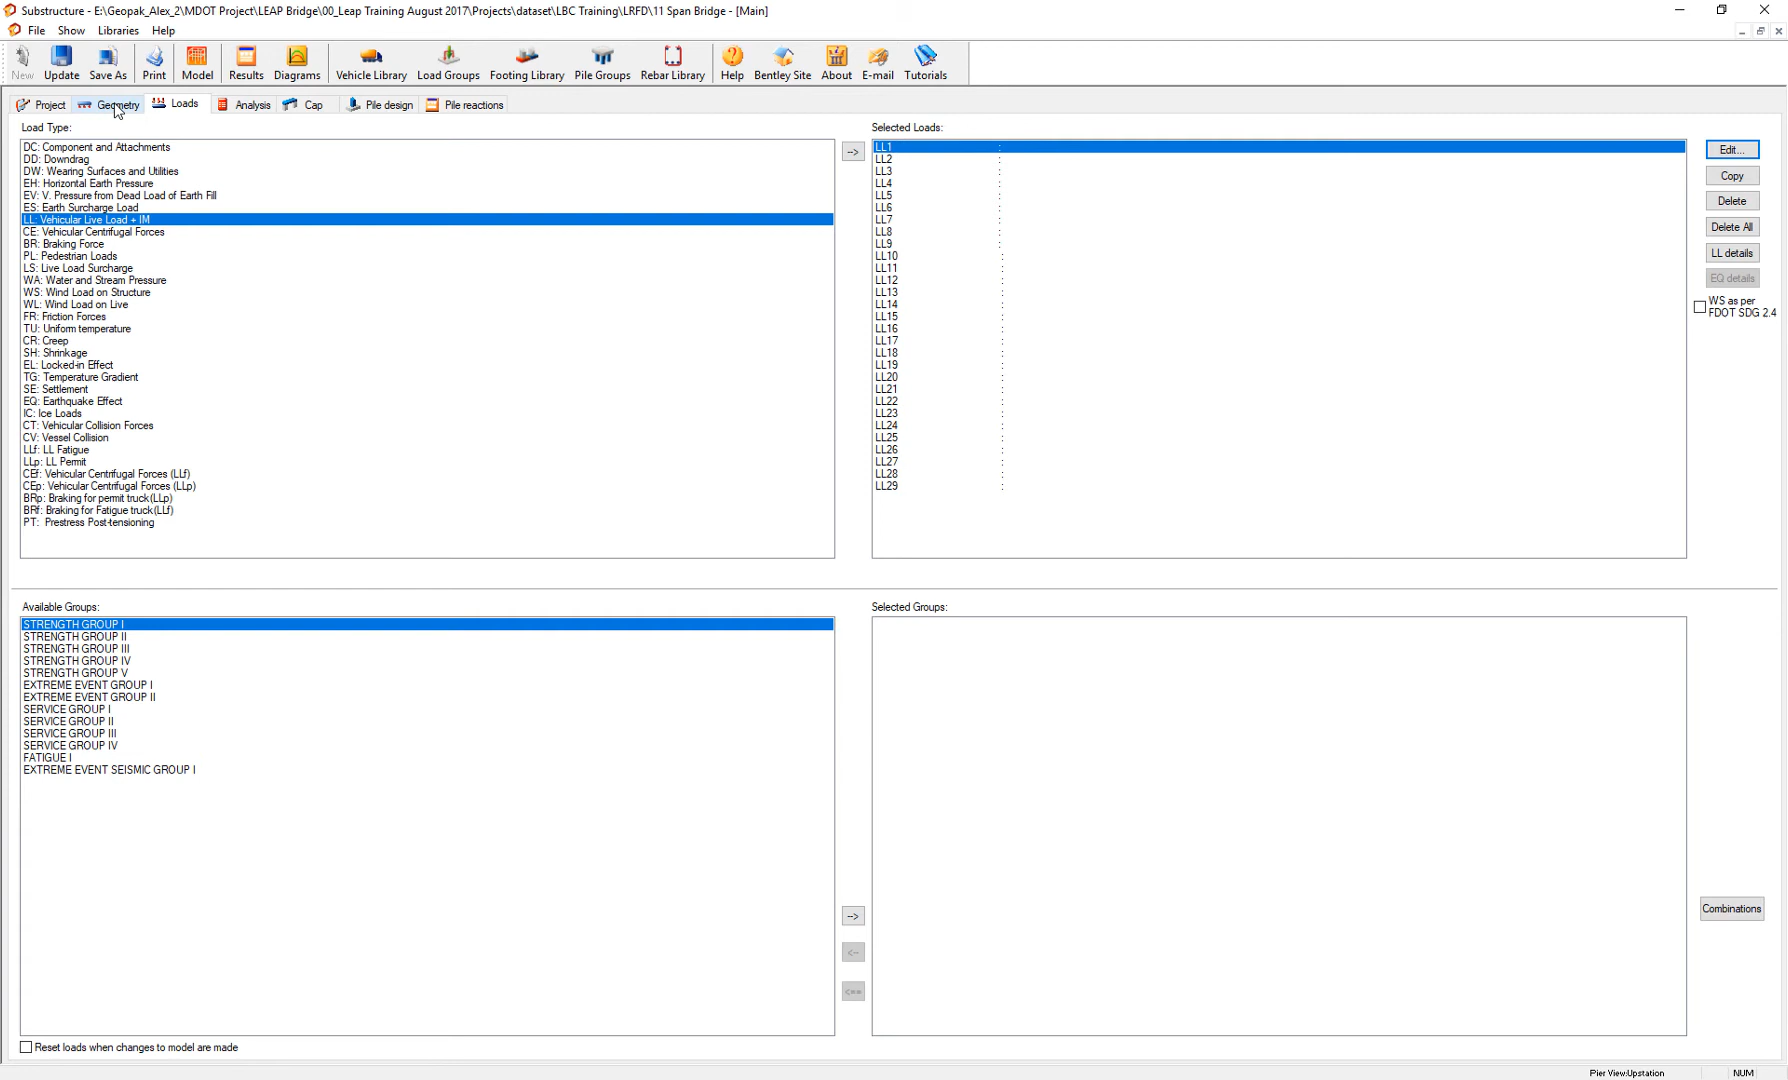 Substructure - E:\Geopak_Alex_2\MDOT Project\LEAP Bridge\00_Leap Training August 2017\Projects\dataset\LBC Training\LRFD\11 Span Bridge - [Main]
File Show Libraries Help
New Update Save As Print Model Results Diagrams Vehicle Library Load Groups Footing Library Pile Groups Rebar Library Help Bentley Site About E-mail Tutorials
Project Geometry Loads Analysis Cap Pile design Pile reactions
Load Type:
DC: Component and Attachments
DD: Downdrag
DW: Wearing Surfaces and Utilities
EH: Horizontal Earth Pressure
EV: V. Pressure from Dead Load of Earth Fill
ES: Earth Surcharge Load
LL: Vehicular Live Load + IM
CE: Vehicular Centrifugal Forces
BR: Braking Force
PL: Pedestrian Loads
LS: Live Load Surcharge
WA: Water and Stream Pressure
WS: Wind Load on Structure
WL: Wind Load on Live
FR: Friction Forces
TU: Uniform temperature
CR: Creep
SH: Shrinkage
EL: Locked-in Effect
TG: Temperature Gradient
SE: Settlement
EQ: Earthquake Effect
IC: Ice Loads
CT: Vehicular Collision Forces
CV: Vessel Collision
LLf: LL Fatigue
LLp: LL Permit
CEf: Vehicular Centrifugal Forces (LLf)
CEp: Vehicular Centrifugal Forces (LLp)
BRp: Braking for permit truck(LLp)
BRf: Braking for Fatigue truck(LLf)
PT: Prestress Post-tensioning
-->
Selected Loads:
LL1 :
LL2 :
LL3 :
LL4 :
LL5 :
LL6 :
LL7 :
LL8 :
LL9 :
LL10 :
LL11 :
LL12 :
LL13 :
LL14 :
LL15 :
LL16 :
LL17 :
LL18 :
LL19 :
LL20 :
LL21 :
LL22 :
LL23 :
LL24 :
LL25 :
LL26 :
LL27 :
LL28 :
LL29 :
Edit...
Copy
Delete
Delete All
LL details
EQ details
WS as per
FDOT SDG 2.4
Available Groups:
STRENGTH GROUP I
STRENGTH GROUP II
STRENGTH GROUP III
STRENGTH GROUP IV
STRENGTH GROUP V
EXTREME EVENT GROUP I
EXTREME EVENT GROUP II
SERVICE GROUP I
SERVICE GROUP II
SERVICE GROUP III
SERVICE GROUP IV
FATIGUE I
EXTREME EVENT SEISMIC GROUP I
-->
<--
<==
Selected Groups:
Combinations
Reset loads when changes to model are made
Pier View:Upstation NUM